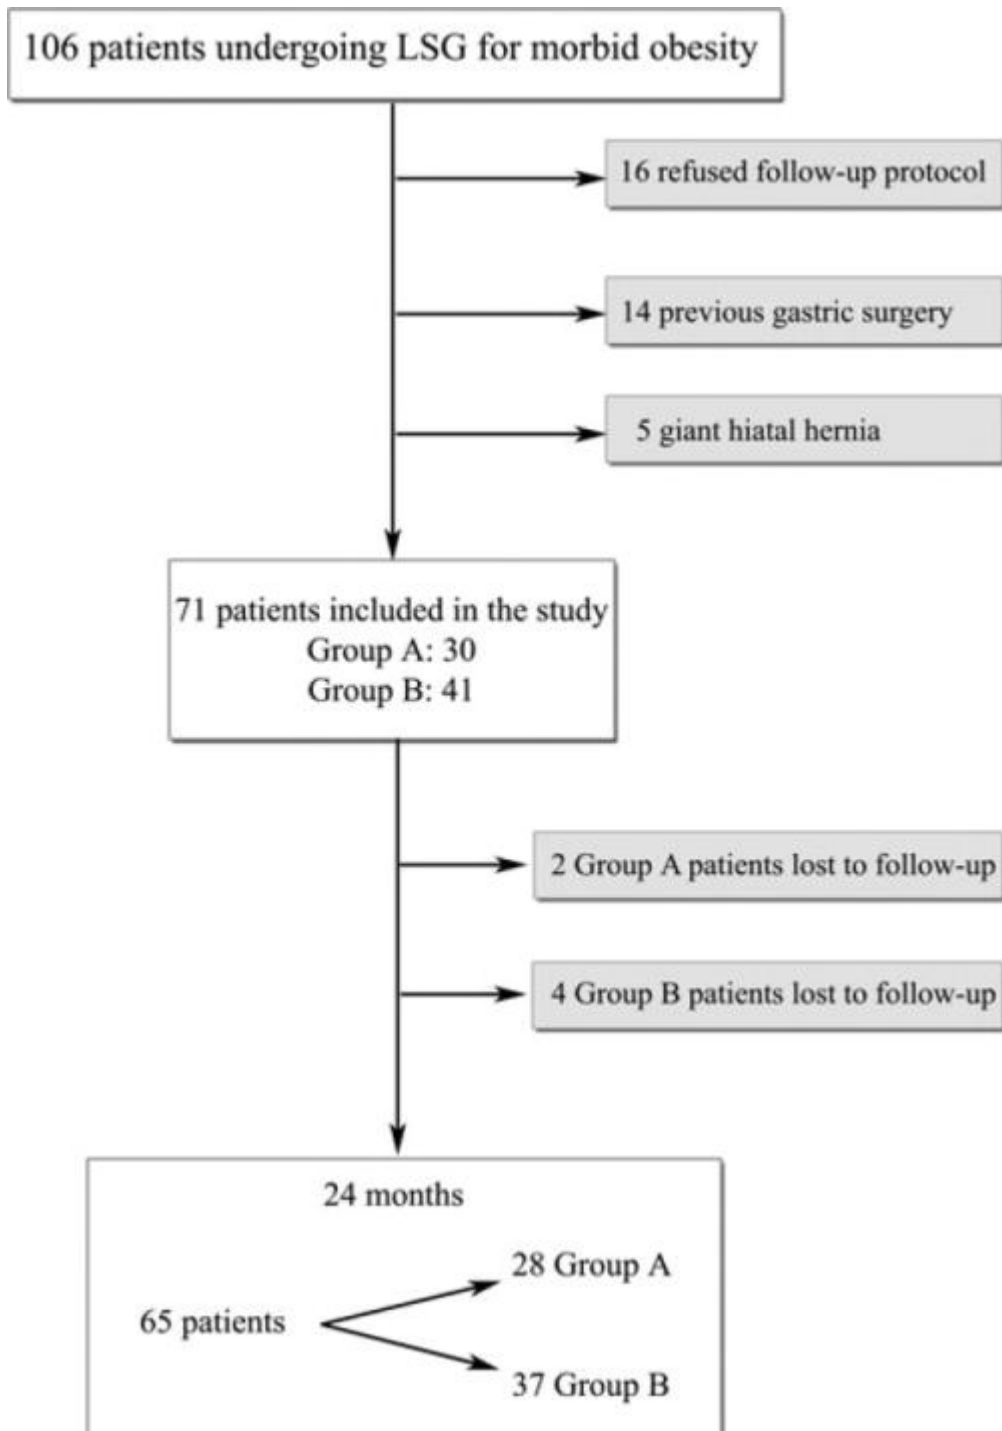 106 patients undergoing LSG for morbid obesity
16 refused follow-up protocol
14 previous gastric surgery
5 giant hiatal hernia
71 patients included in the study
Group A: 30
Group B: 41
2 Group A patients lost to follow-up
4 Group B patients lost to follow-up
24 months
28 Group A
65 patients
37 Group B